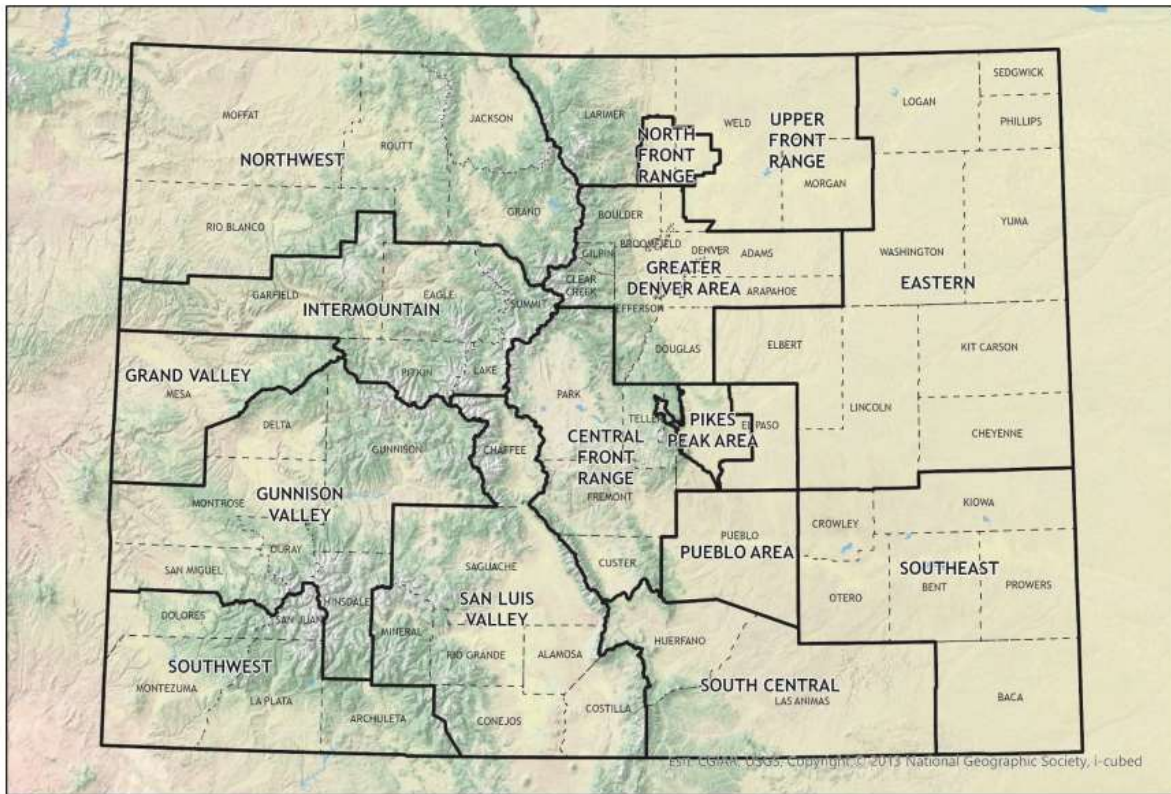 SEDGWICK
LOGAN
PHILLIPS
MOFFAT
JACKSON
LARIMER
WELD
UPPER
FRONT
RANGE
NORTH
FRONT
RANGE
ROUTT
NORTHWEST
MORGAN
GRAND
BOULDER
YUMA
RIO BLANCO
BROOMFIELD
GILPIN
DENVER
ADAMS
WASHINGTON
GREATER
DENVER AREA
CLEAR
CREEK
ARAPAHOE
EASTERN
GARFIELD
EAGLE
SUMMIT
INTERMOUNTAIN
JEFFERSON
DOUGLAS
ELBERT
KIT CARSON
GRAND VALLEY
MESA
PITKIN
LAKE
PARK
LINCOLN
DELTA
TELLER
PIKES
PEAK AREA
EL PASO
CHEYENNE
GUNNISON
CHAFFEE
CENTRAL
FRONT
RANGE
FREMONT
GUNNISON
VALLEY
MONTROSE
KIOWA
CROWLEY
PUEBLO
PUEBLO AREA
OURAY
SAN MIGUEL
SAGUACHE
CUSTER
SOUTHEAST
BENT
PROWERS
OTERO
DOLORES
SAN JUAN
HINSDALE
SAN LUIS
VALLEY
MINERAL
HUERFANO
RIO GRANDE
ALAMOSA
SOUTHWEST
MONTEZUMA
LA PLATA
SOUTH CENTRAL
LAS ANIMAS
BACA
ARCHULETA
CONEJOS
COSTILLA
Esri, CGIAR, USGS, Copyright:© 2013 National Geographic Society, i-cubed